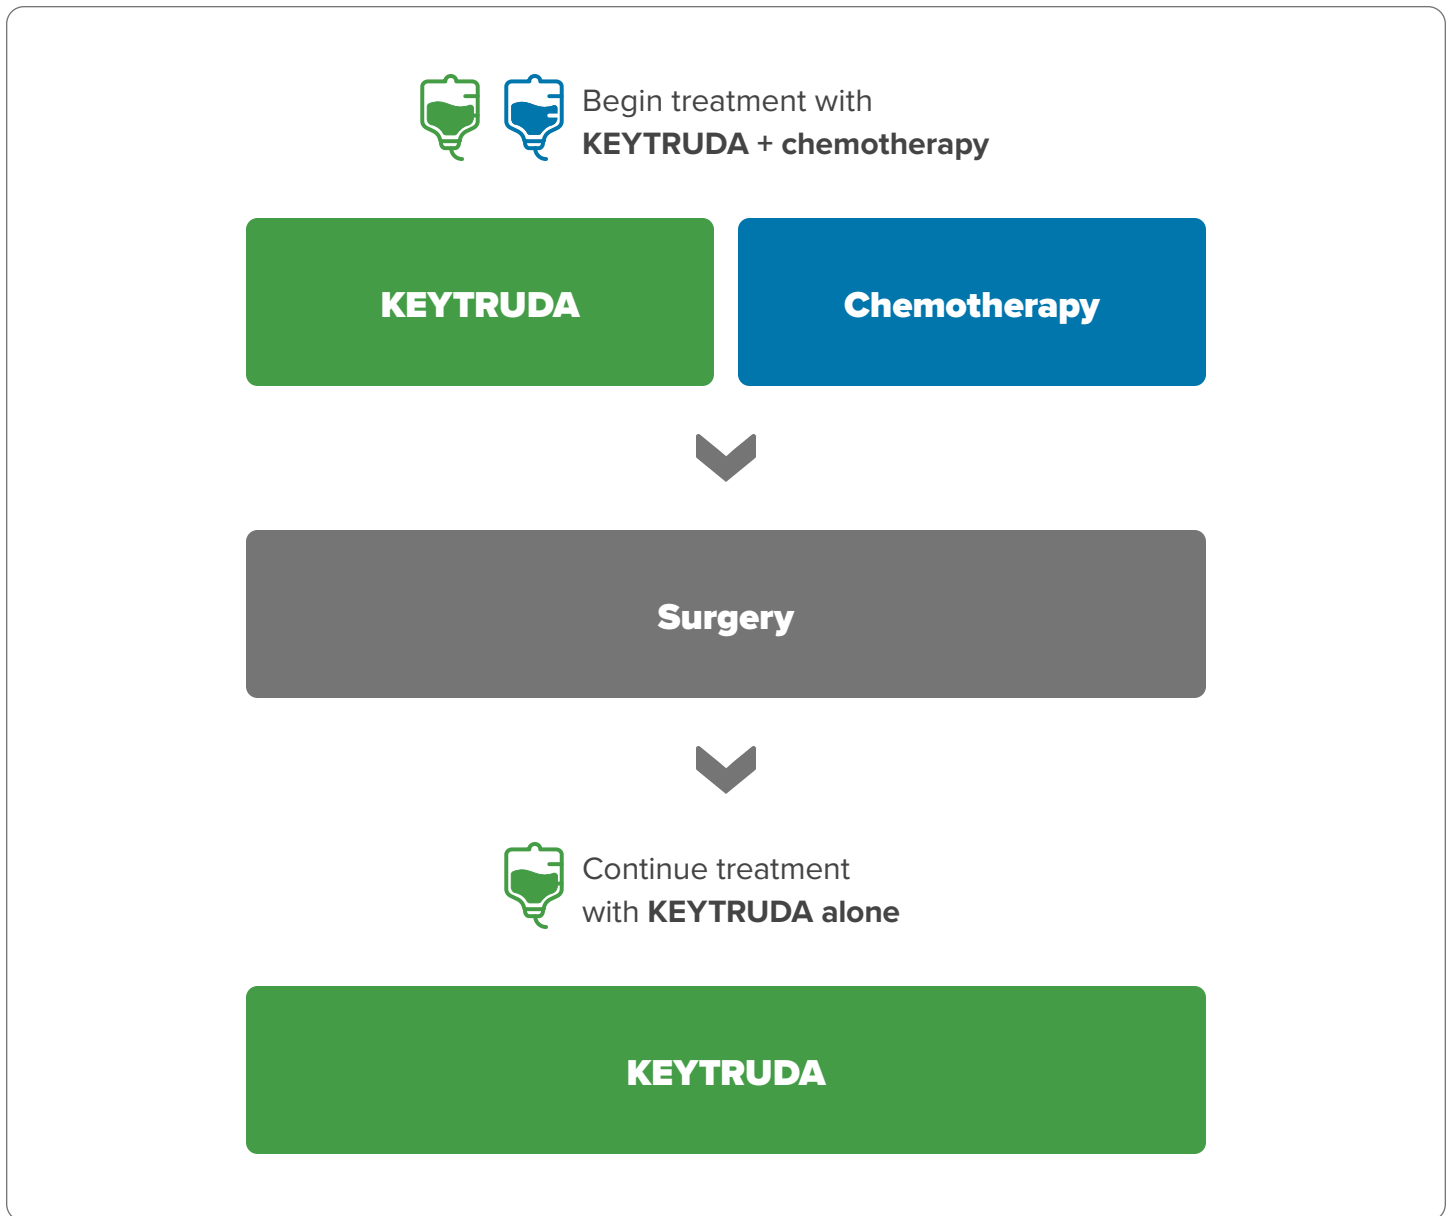 Begin treatment with
KEYTRUDA + chemotherapy
KEYTRUDA
Chemotherapy
Surgery
Continue treatment
with KEYTRUDA alone
KEYTRUDA